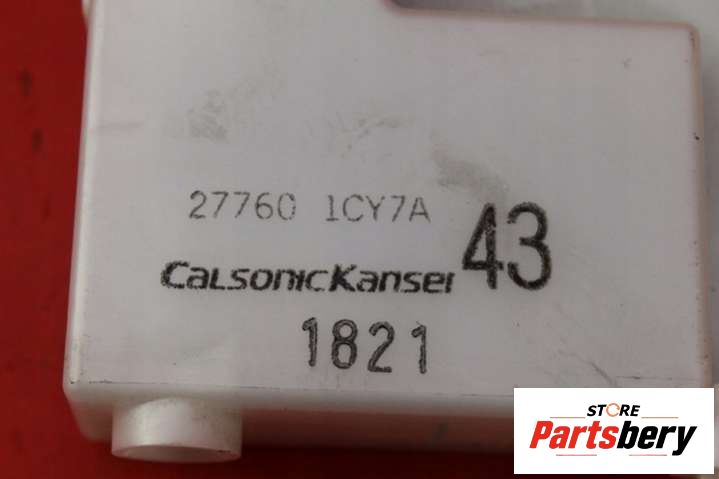 27760 1CY7A
43
CalsonicKansei
1821
STORE
Partsbery